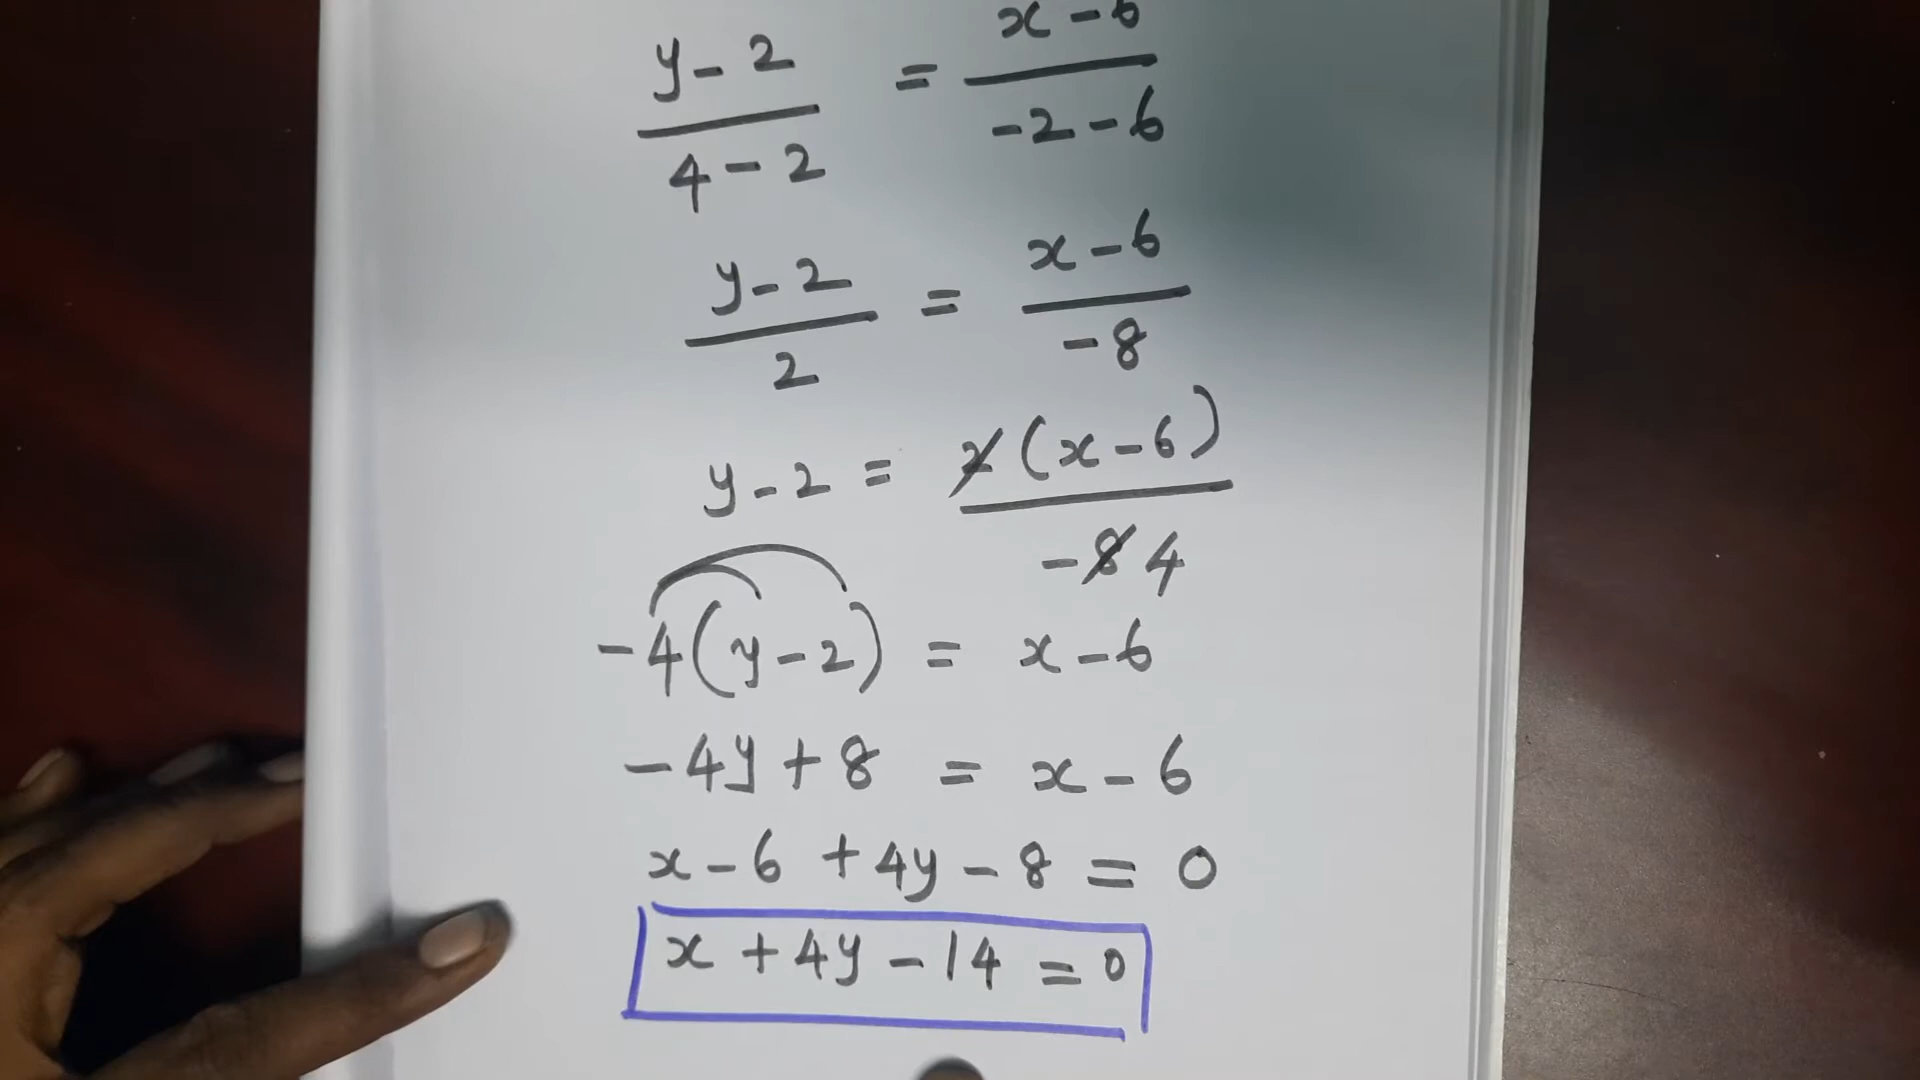 y-2 = x-6
4-2 -2-6
y-2 = x-6
2 -8
y-2 = 2(x-6)
-8 4
-4(y-2) = x-6
-4y+8 = x-6
x-6+4y-8 = 0
x+4y-14 = 0